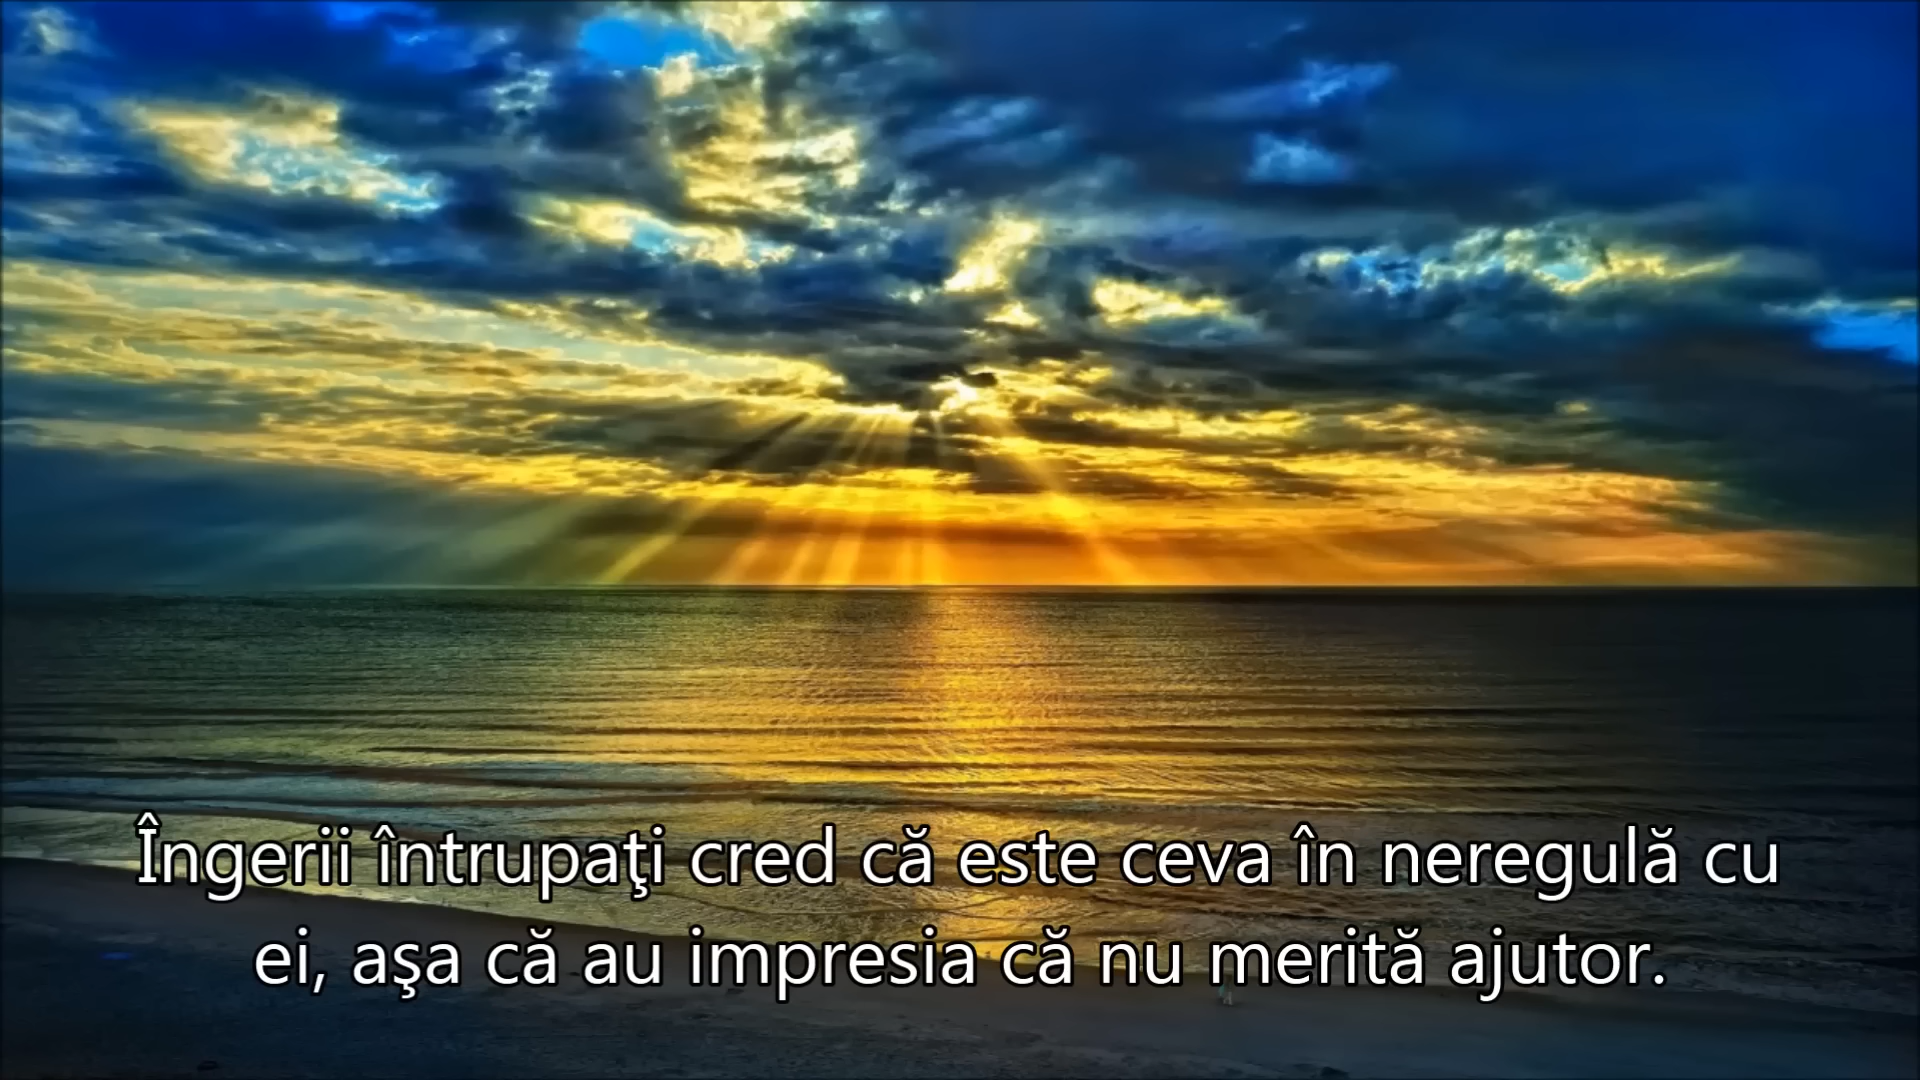 Îngerii întrupaţi cred că este ceva în neregulă cu
ei, aşa că au impresia că nu merită ajutor.